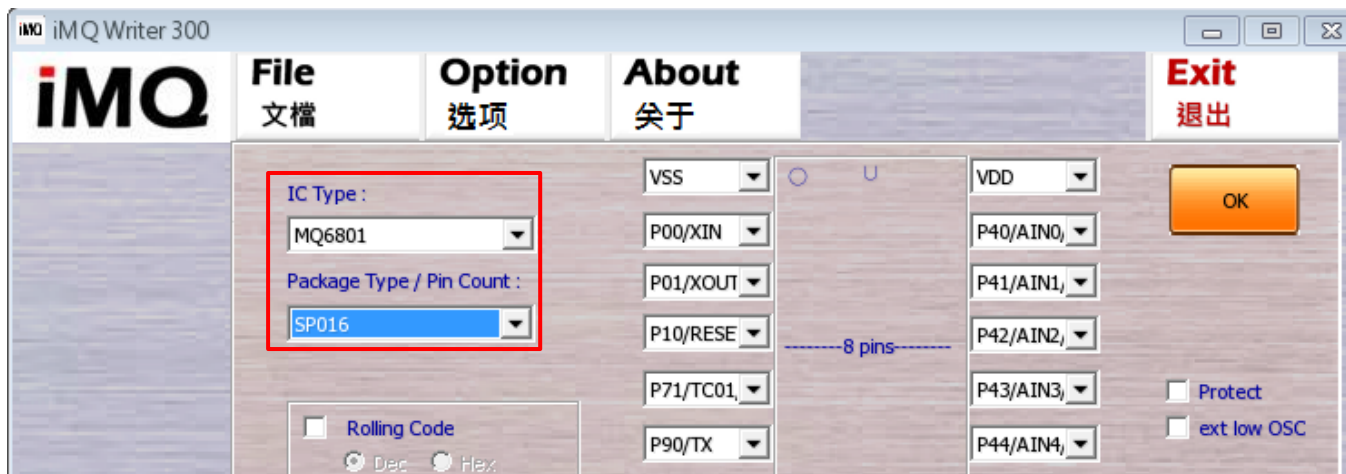 iMQ iMQ Writer 300
iMQ
File
文檔
Option
选项
About
关于
Exit
退出
IC Type :
MQ6801
Package Type / Pin Count :
SP016
Rolling Code
Dec Hex
VSS
P00/XIN
P01/XOUT
P10/RESE
P71/TC01,
P90/TX
U
--------8 pins--------
VDD
P40/AIN0,
P41/AIN1,
P42/AIN2,
P43/AIN3,
P44/AIN4,
OK
Protect
ext low OSC